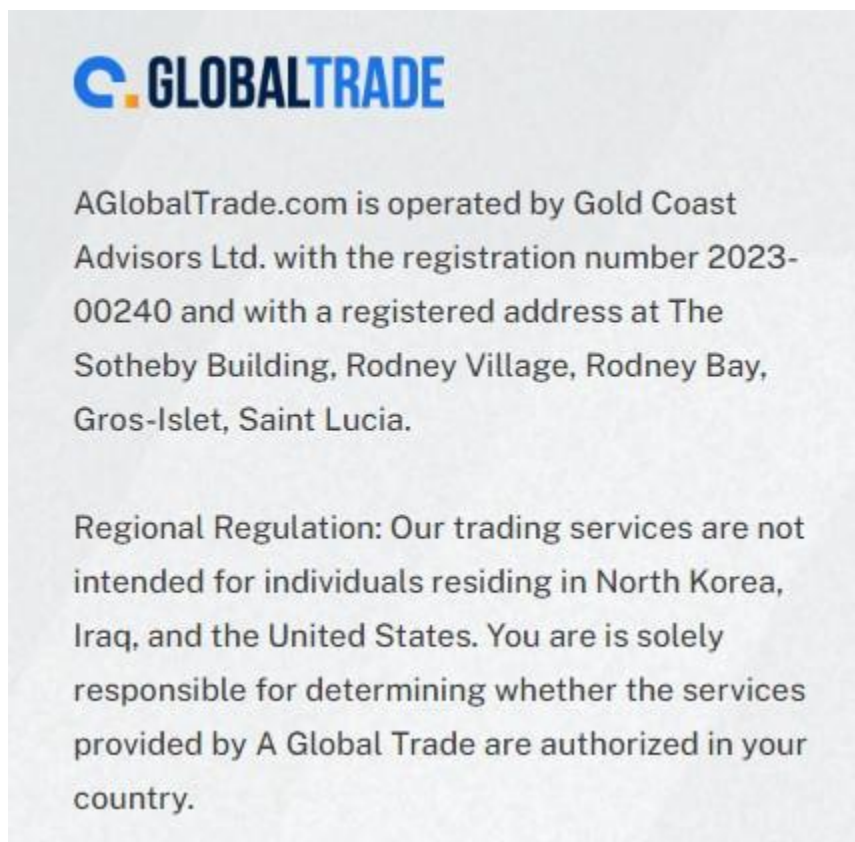 GLOBALTRADE
AGlobalTrade.com is operated by Gold Coast
Advisors Ltd. with the registration number 2023-
00240 and with a registered address at The
Sotheby Building, Rodney Village, Rodney Bay,
Gros-Islet, Saint Lucia.
Regional Regulation: Our trading services are not
intended for individuals residing in North Korea,
Iraq, and the United States. You are is solely
responsible for determining whether the services
provided by A Global Trade are authorized in your
country.